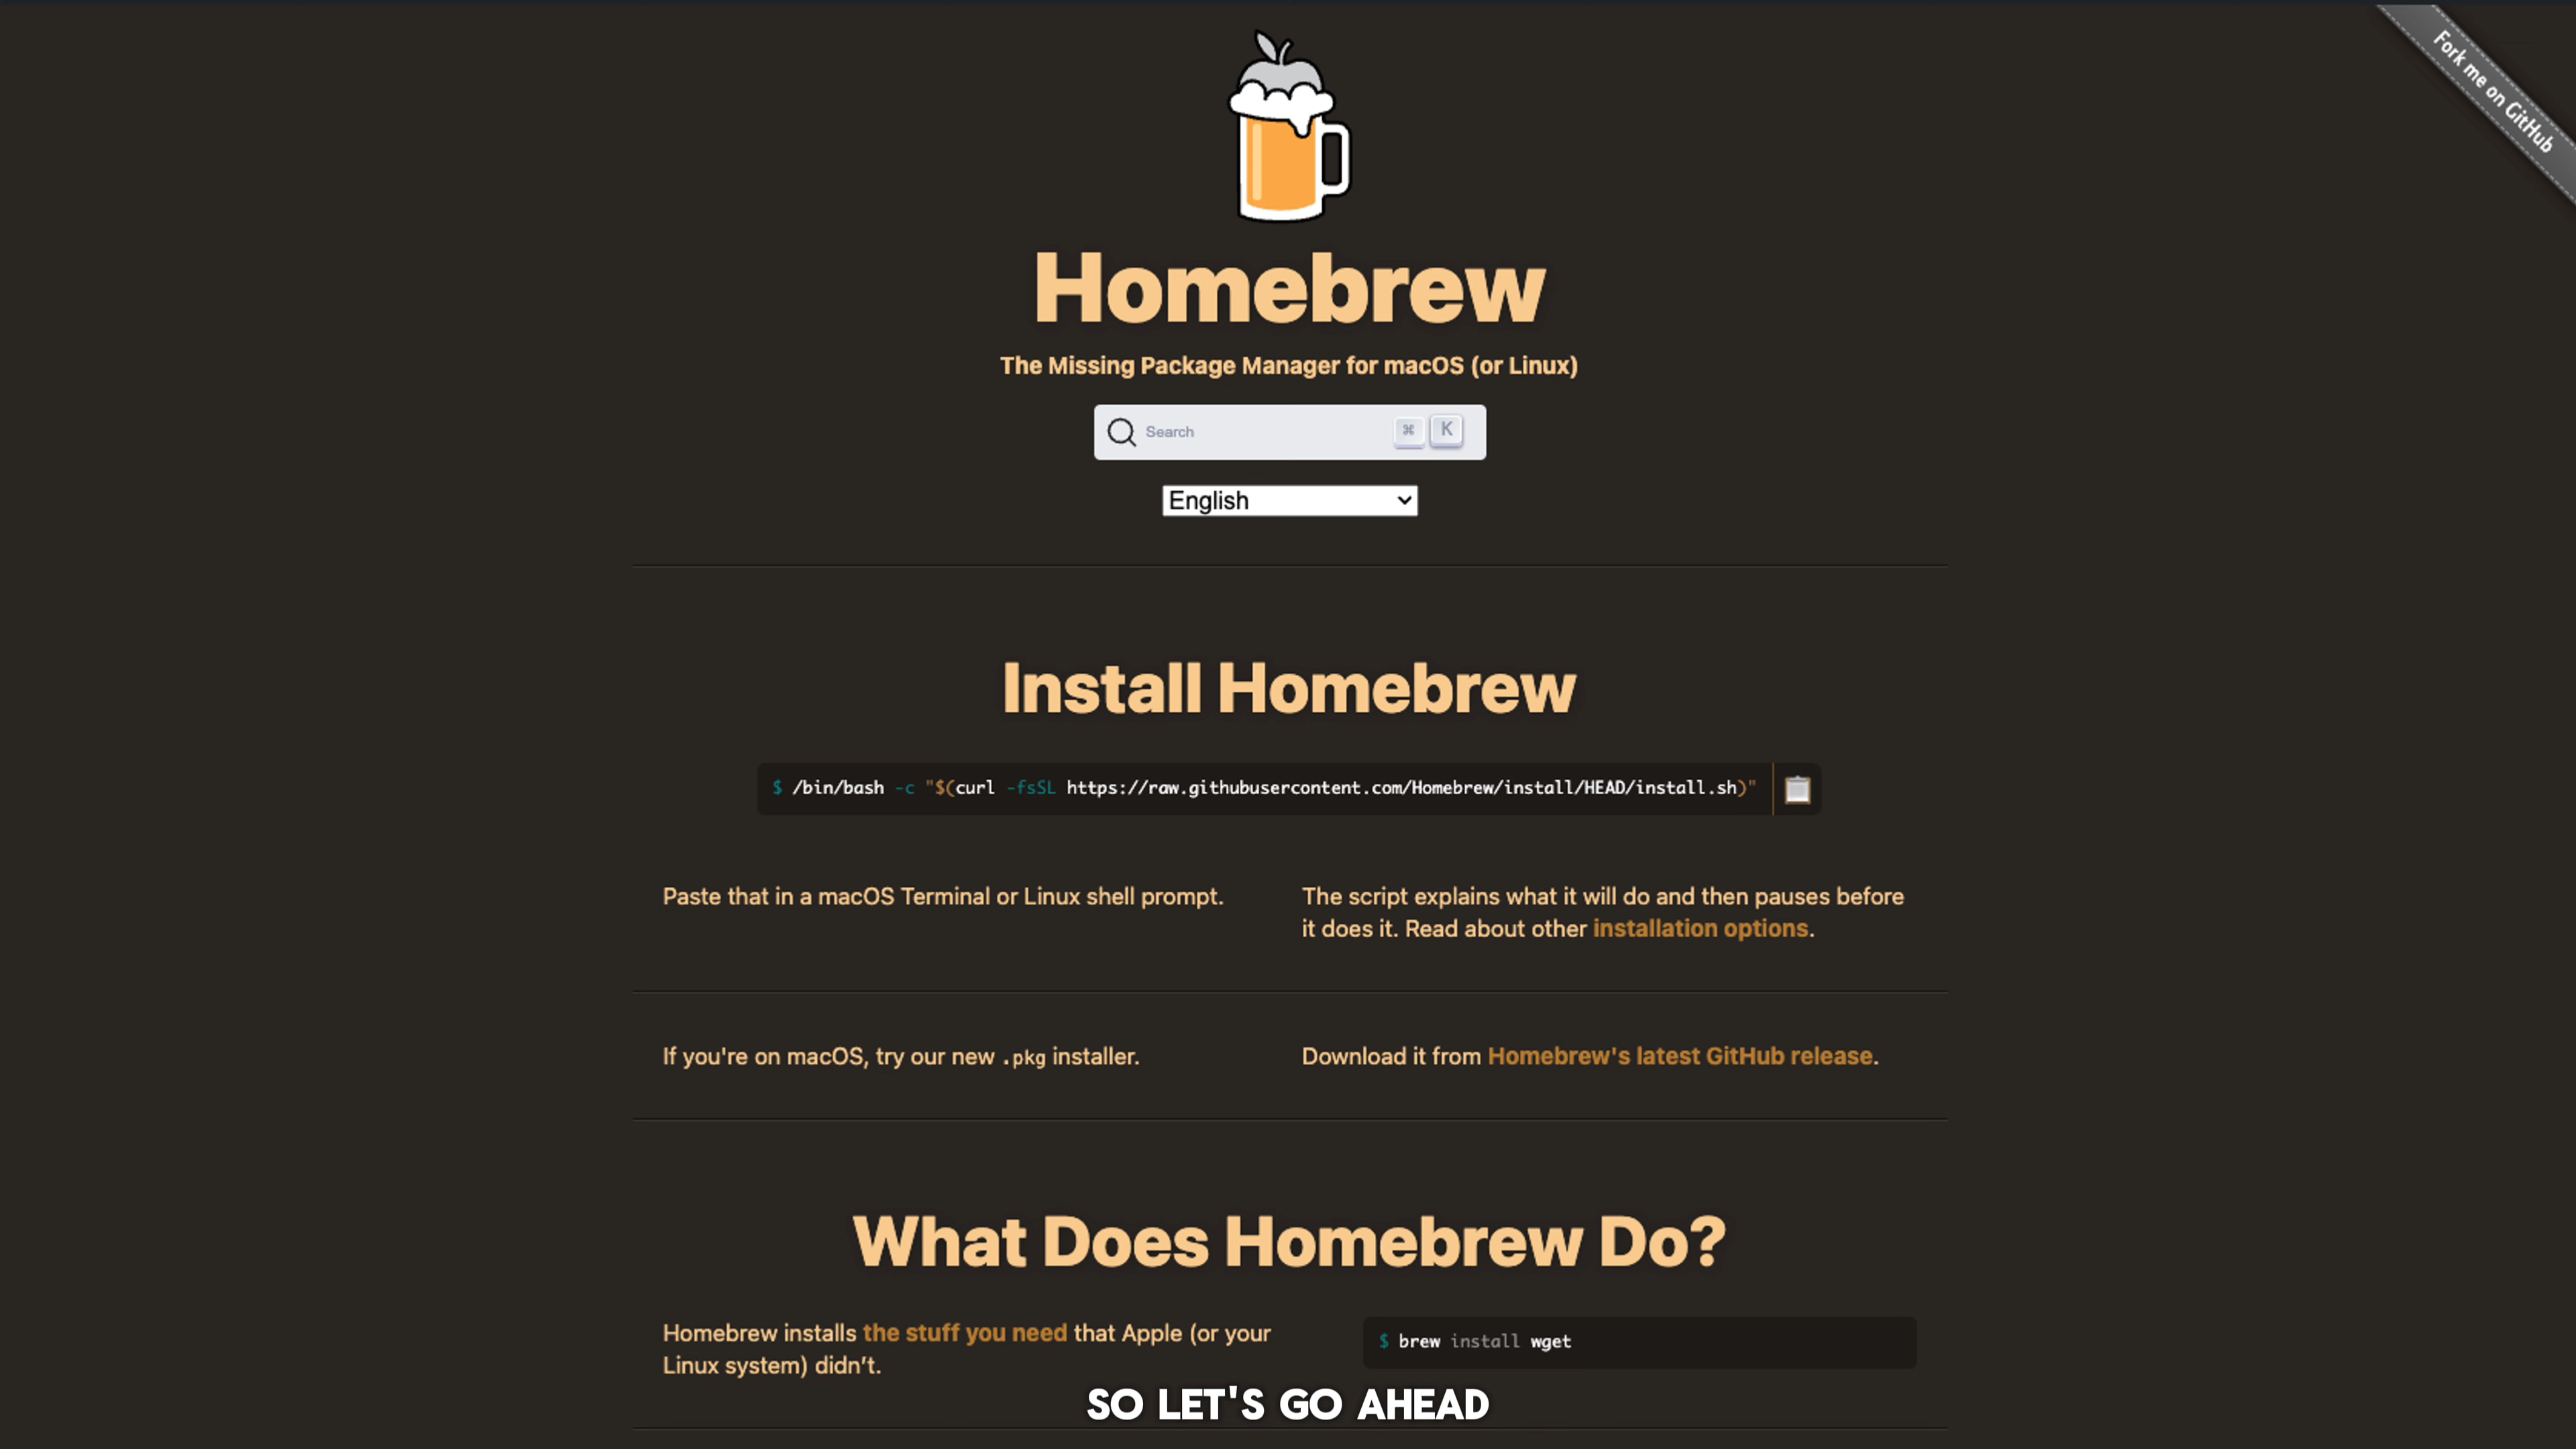 Fork me on GitHub
Homebrew
The Missing Package Manager for macOS (or Linux)
Search ⌘ K
English
Install Homebrew
$ /bin/bash -c "$(curl -fsSL https://raw.githubusercontent.com/Homebrew/install/HEAD/install.sh)"
Paste that in a macOS Terminal or Linux shell prompt.
The script explains what it will do and then pauses before
it does it. Read about other installation options.
If you're on macOS, try our new .pkg installer.
Download it from Homebrew's latest GitHub release.
What Does Homebrew Do?
Homebrew installs the stuff you need that Apple (or your
Linux system) didn’t.
$ brew install wget
SO LET'S GO AHEAD